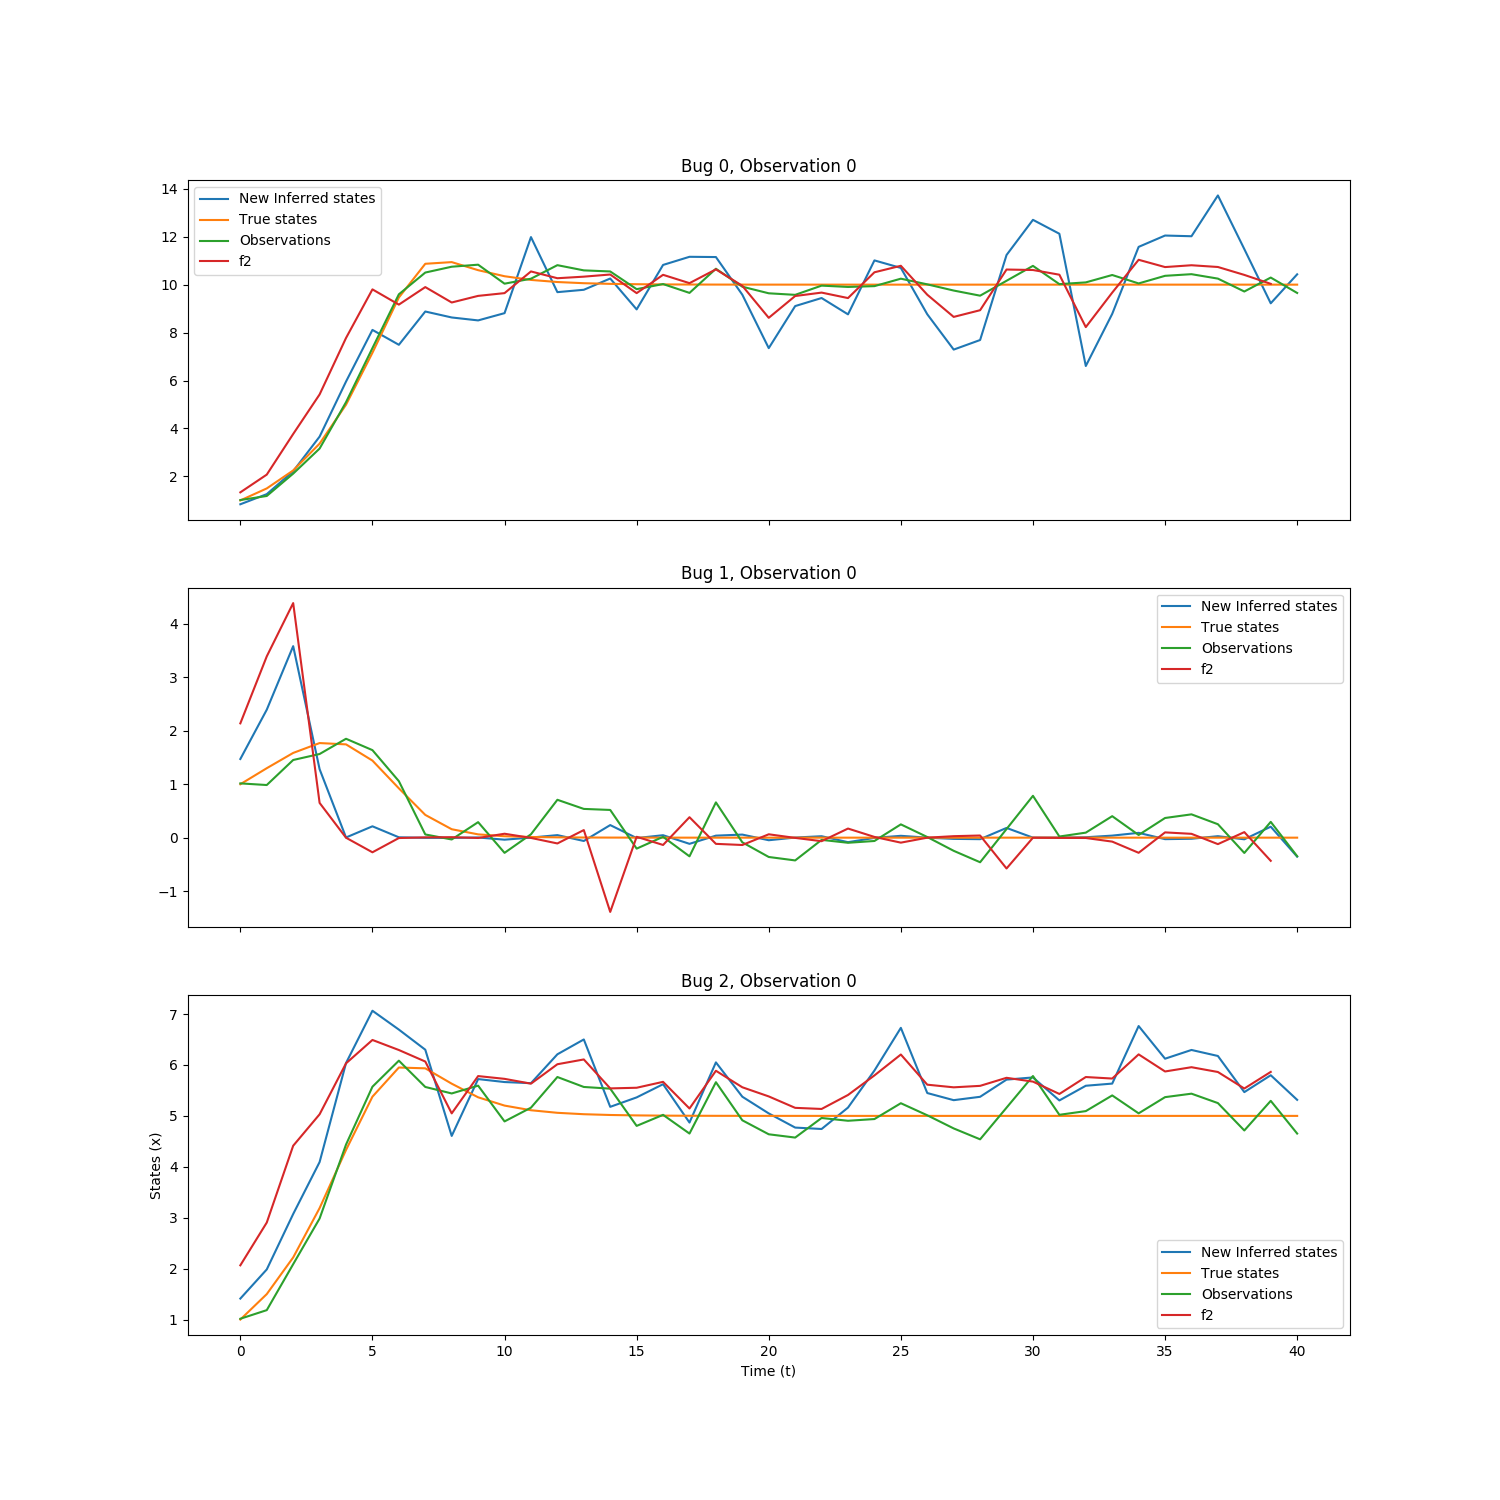 Bug 0, Observation 0
14
12
10
8
6
4
2
New Inferred states
True states
Observations
f2
Bug 1, Observation 0
4
3
2
1
0
−1
New Inferred states
True states
Observations
f2
Bug 2, Observation 0
7
6
5
4
3
2
1
States (x)
New Inferred states
True states
Observations
f2
0 5 10 15 20 25 30 35 40
Time (t)